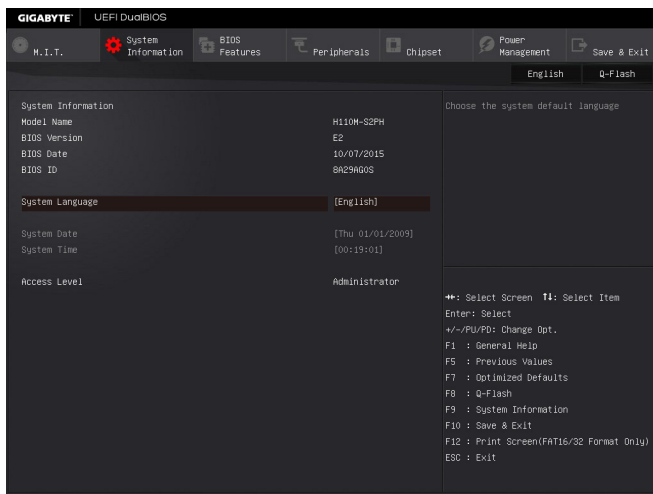 GIGABYTE™ UEFI DualBIOS
M.I.T. System Information BIOS Features Peripherals Chipset Power Management Save & Exit
English Q-Flash
System Information
Model Name H110M-S2PH
BIOS Version E2
BIOS Date 10/07/2015
BIOS ID 8A29AG0S
System Language [English]
System Date [Thu 01/01/2009]
System Time [00:19:01]
Access Level Administrator
Choose the system default language
→←: Select Screen ↑↓: Select Item
Enter: Select
+/-/PU/PD: Change Opt.
F1 : General Help
F5 : Previous Values
F7 : Optimized Defaults
F8 : Q-Flash
F9 : System Information
F10 : Save & Exit
F12 : Print Screen(FAT16/32 Format Only)
ESC : Exit